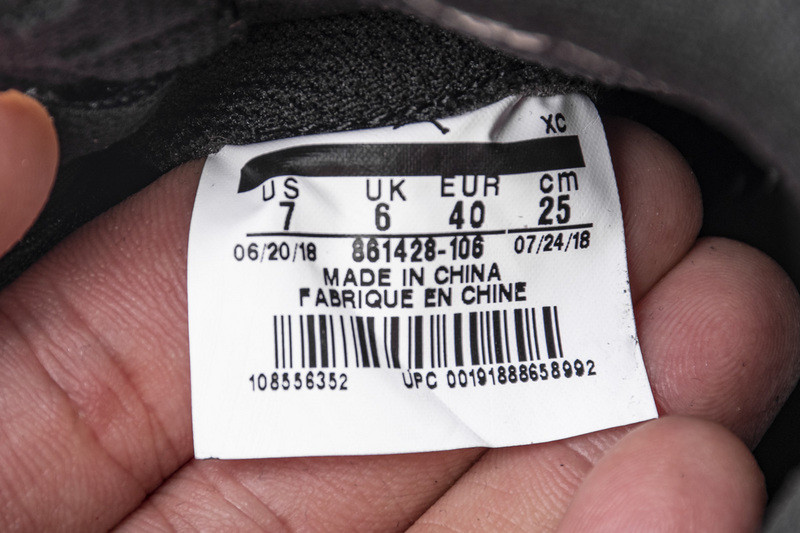 XC
US UK EUR cm
7 6 40 25
06/20/18 861428-106 07/24/18
MADE IN CHINA
FABRIQUE EN CHINE
108556352 UPC 00191888658992